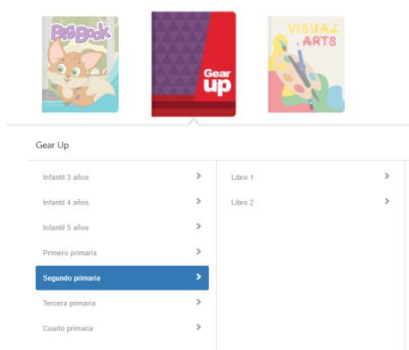 BigBook
Gear
up
VISUAL
ARTS
Gear Up
Infantil 3 años
Infantil 4 años
Infantil 5 años
Primero primaria
Segundo primaria
Tercera primaria
Cuarto primaria
Libro 1
Libro 2